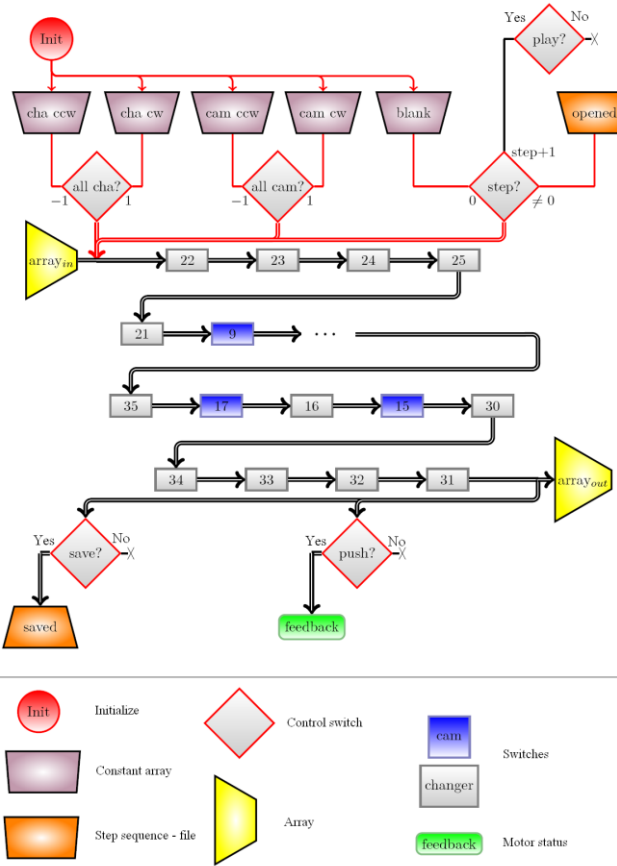 Yes
No
Init
play?
cha ccw
cha cw
cam ccw
cam cw
blank
opened
step+1
all cha?
all cam?
step?
−1
1
−1
1
0
≠ 0
array_in
22
23
24
25
21
9
...
35
17
16
15
30
34
33
32
31
array_out
Yes
save?
No
Yes
push?
No
saved
feedback
Init
Initialize
Control switch
cam
Switches
Constant array
changer
Step sequence - file
Array
feedback
Motor status